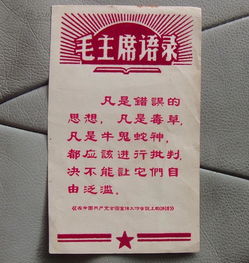 毛主席语录
凡是錯誤的
思想，凡是毒草，
凡是牛鬼蛇神，
都应該进行批判，
决不能让它們自
由泛滥。
《在中国共产党全国宣传工作会议上的讲话》